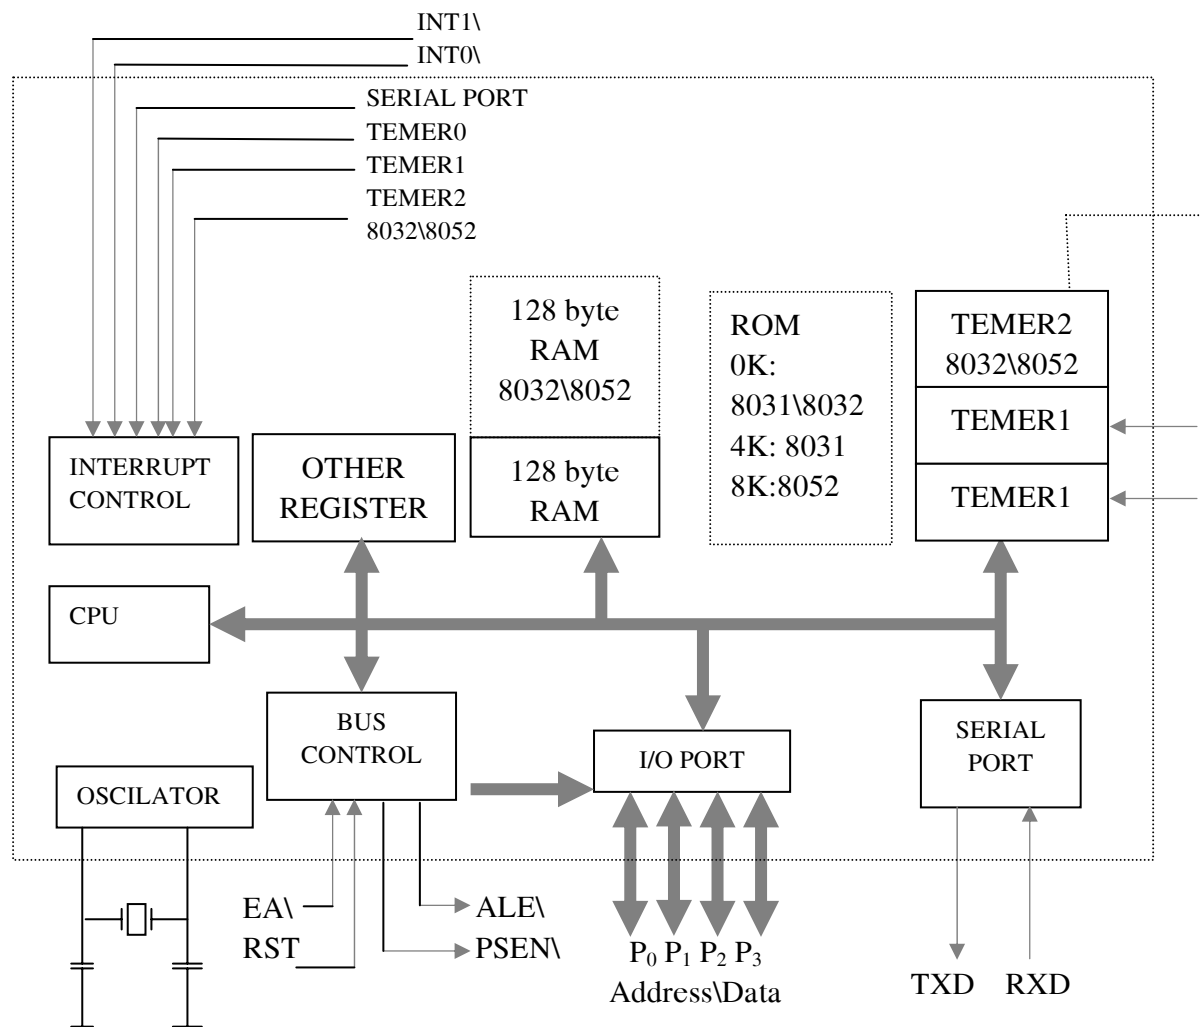 INT1\
INT0\
SERIAL PORT
TEMER0
TEMER1
TEMER2
8032\8052
128 byte
RAM
8032\8052
ROM
0K:
8031\8032
4K: 8031
8K:8052
TEMER2
8032\8052
TEMER1
TEMER1
INTERRUPT
CONTROL
OTHER
REGISTER
128 byte
RAM
CPU
BUS
CONTROL
I/O PORT
SERIAL
PORT
OSCILATOR
EA\
RST
ALE\
PSEN\
P₀ P₁ P₂ P₃
Address\Data
TXD RXD